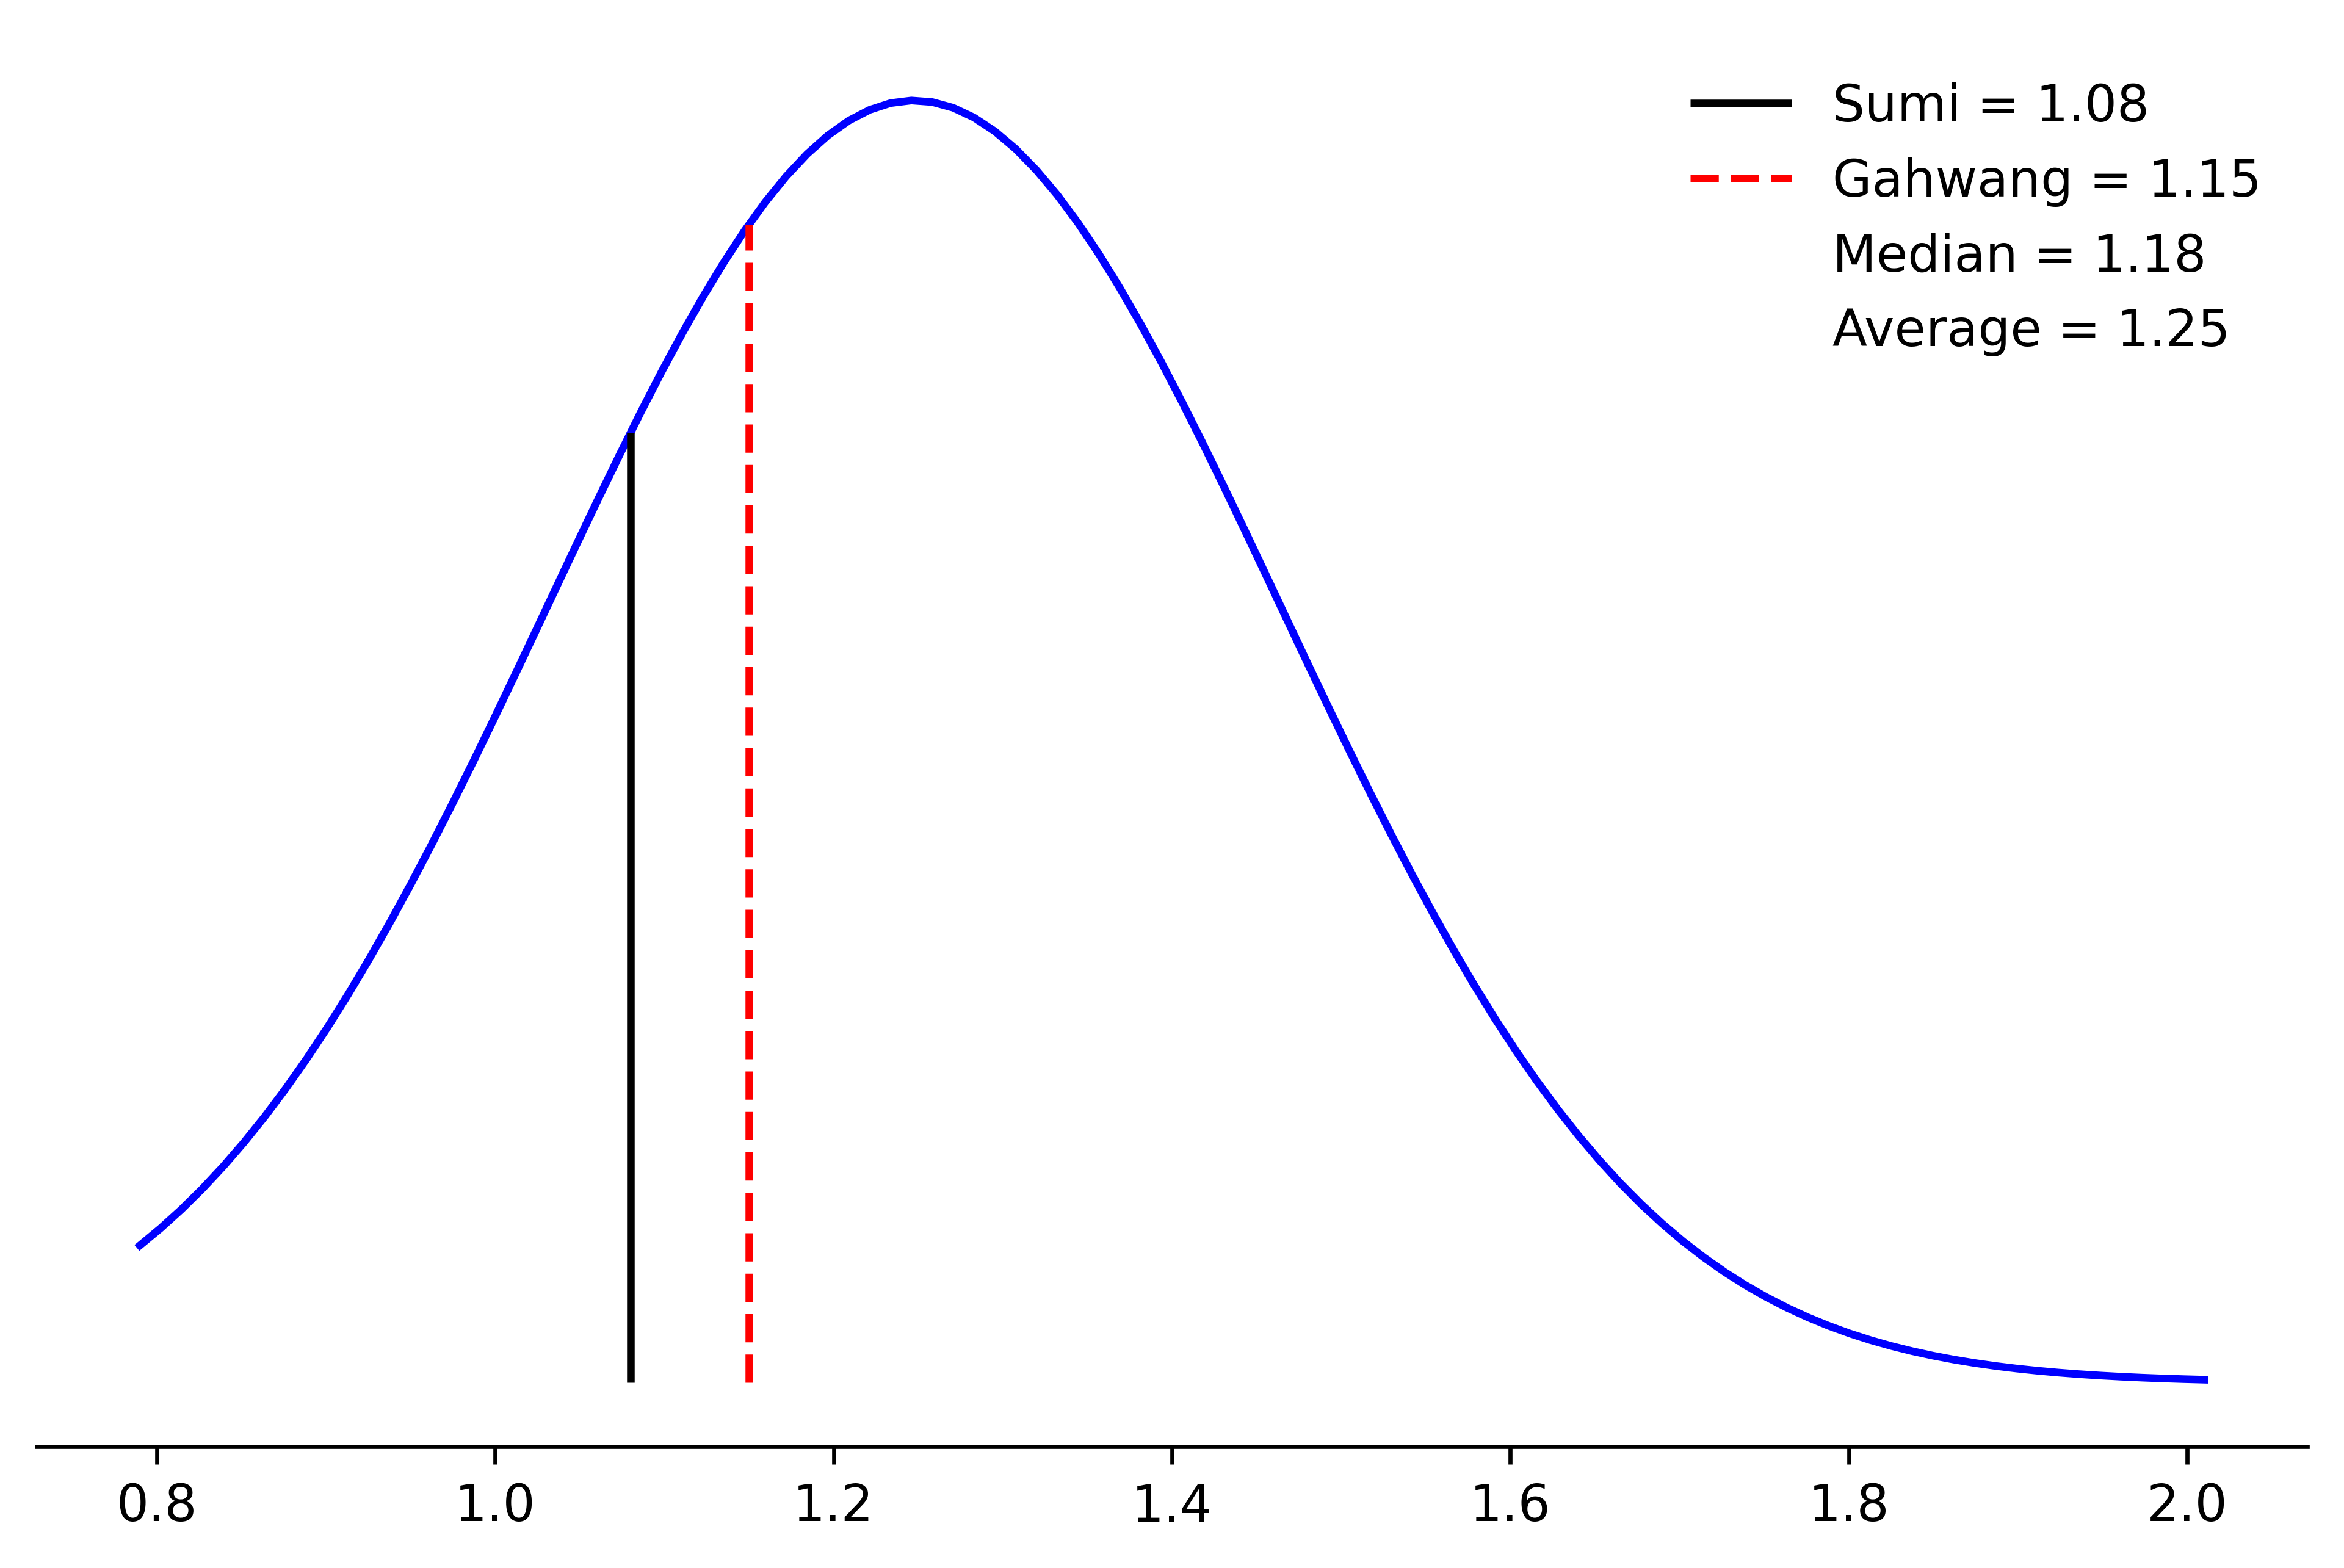 Sumi = 1.08
Gahwang = 1.15
Median = 1.18
Average = 1.25
0.8 1.0 1.2 1.4 1.6 1.8 2.0